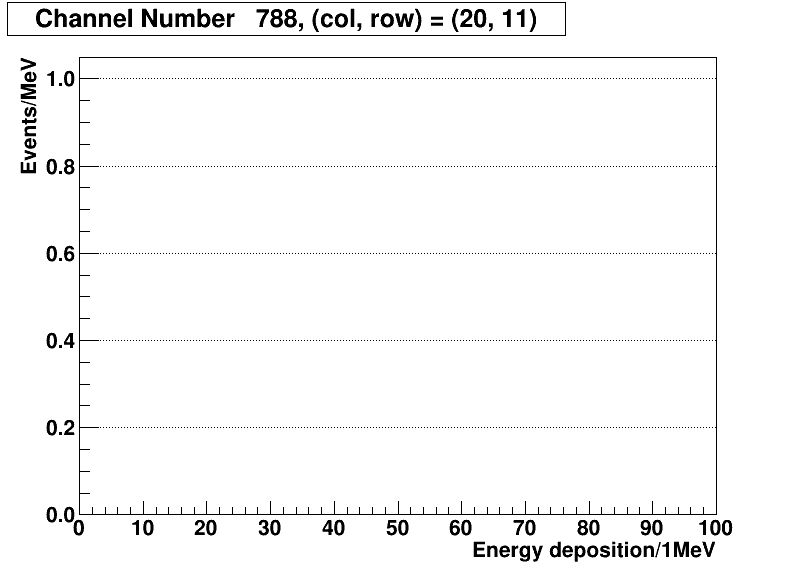 Channel Number 788, (col, row) = (20, 11)
Events/MeV
1.0
0.8
0.6
0.4
0.2
0.0
0 10 20 30 40 50 60 70 80 90 100
Energy deposition/1MeV